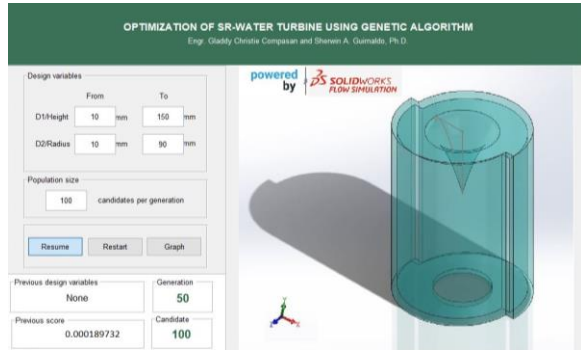 OPTIMIZATION OF SR-WATER TURBINE USING GENETIC ALGORITHM
Engr. Gladdy Christie Compasan and Sherwin A. Guirnaldo, Ph.D.
Design variables
From To
D1/Height 10 mm 150 mm
D2/Radius 10 mm 90 mm
Population size
100 candidates per generation
Resume Restart Graph
Previous design variables
None
Generation
50
Previous score
0.000189732
Candidate
100
powered
by
SOLIDWORKS
FLOW SIMULATION